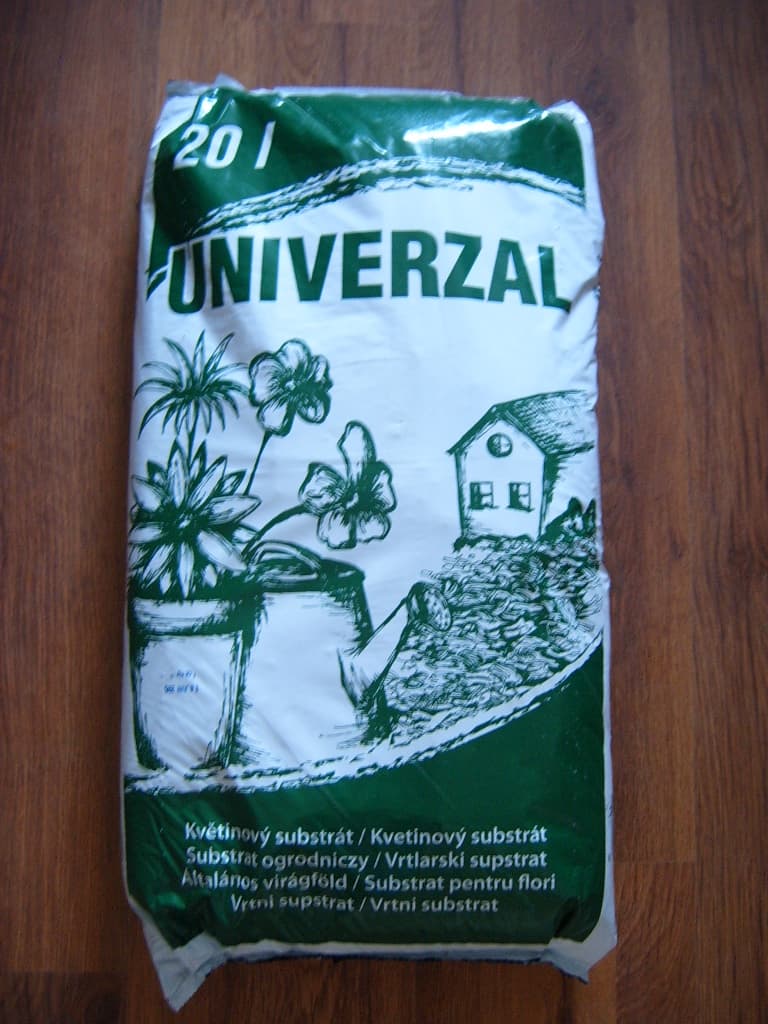 20 l
UNIVERZAL
Květinový substrát / Kvetinový substrát
Substrat ogrodniczy / Vrtlarski supstrat
Általános virágföld / Substrat pentru flori
Vrtni supstrat / Vrtni substrat